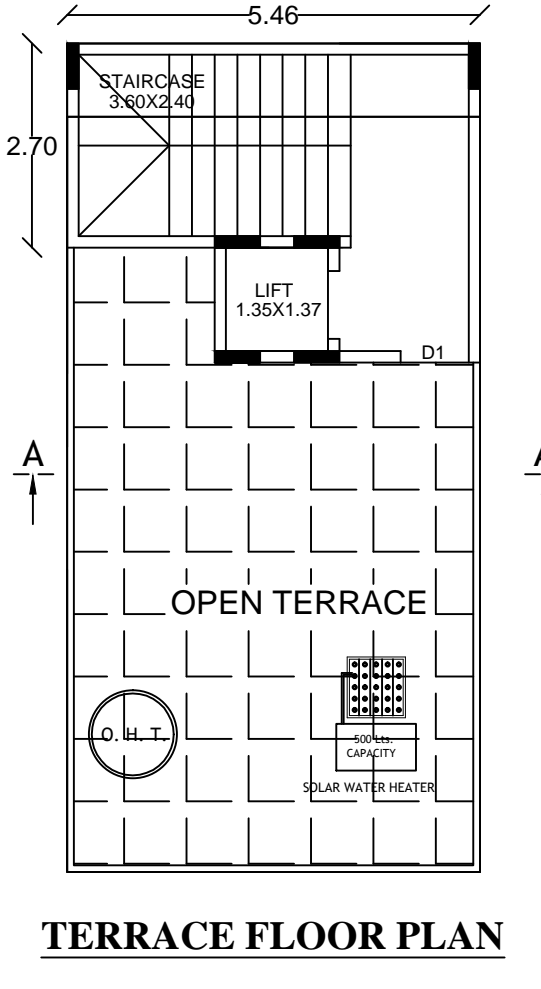 5.46
STAIRCASE
3.60X2.40
2.70
LIFT
1.35X1.37
D1
A
A
OPEN TERRACE
O. H. T.
500 Lts.
CAPACITY
SOLAR WATER HEATER
TERRACE FLOOR PLAN